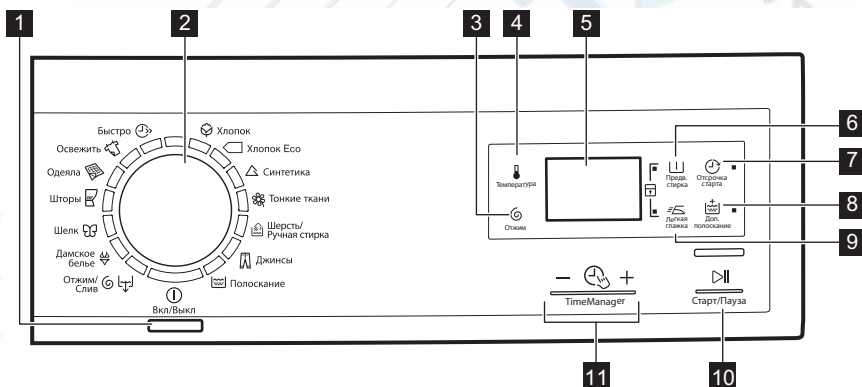 1
2
3
4
5
6
7
8
9
10
11
Быстро
Освежить
Одеяла
Шторы
Шелк
Дамское
белье
Отжим/
Слив
Вкл/Выкл
Хлопок
Хлопок Eco
Синтетика
Тонкие ткани
Шерсть/
Ручная стирка
Джинсы
Полоскание
Температура
Отжим
Предв.
стирка
Отсрочка
старта
Легкая
глажка
Доп.
полоскание
TimeManager
Старт/Пауза